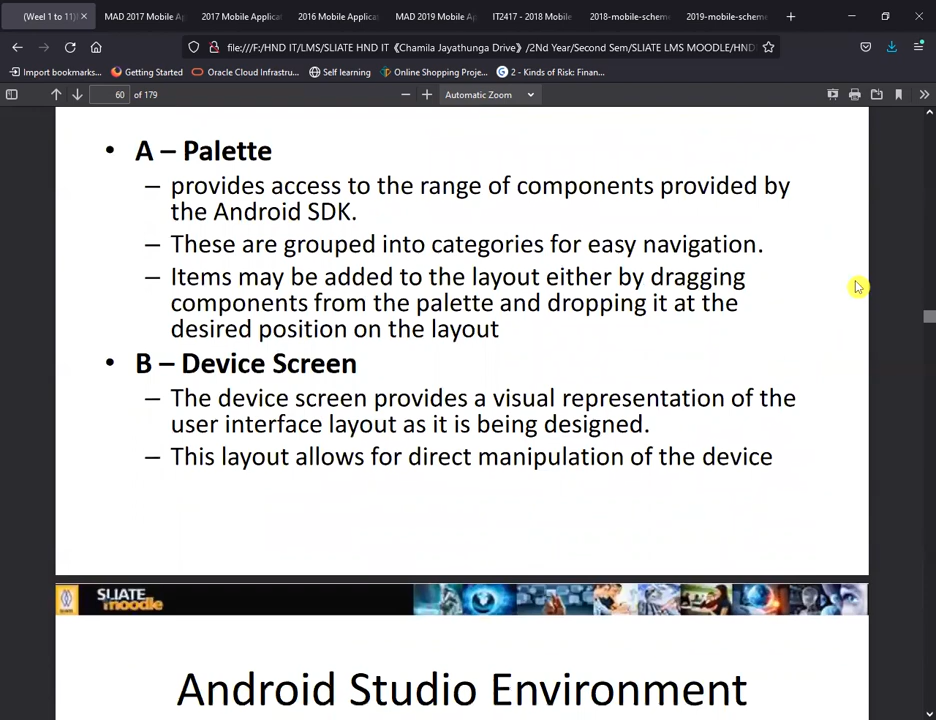 (Weel 1 to 11)
MAD 2017 Mobile Ap
2017 Mobile Applica
2016 Mobile Applica
MAD 2019 Mobile Ap
IT2417 - 2018 Mobile
2018-mobile-schem
2019-mobile-schem
file:///F:/HND IT/LMS/SLIATE HND IT《Chamila Jayathunga Drive》/2Nd Year/Second Sem/SLIATE LMS MOODLE/HND
Import bookmarks...
Getting Started
Oracle Cloud Infrastru...
Self learning
Online Shopping Proje...
2 - Kinds of Risk: Finan...
60 of 179
Automatic Zoom
• A – Palette
– provides access to the range of components provided by
the Android SDK.
– These are grouped into categories for easy navigation.
– Items may be added to the layout either by dragging
components from the palette and dropping it at the
desired position on the layout
• B – Device Screen
– The device screen provides a visual representation of the
user interface layout as it is being designed.
– This layout allows for direct manipulation of the device
SLIATE
moodle
Android Studio Environment